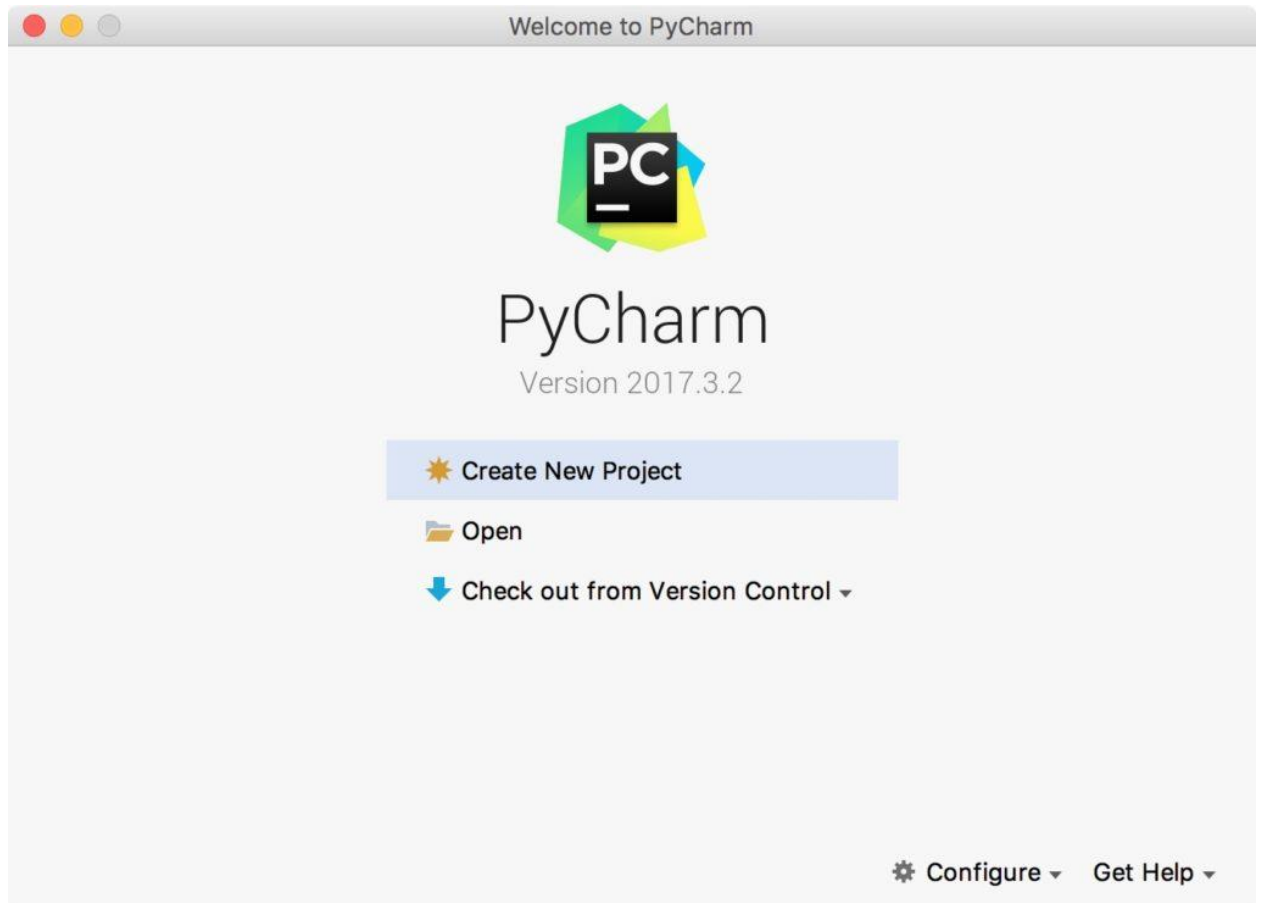 Welcome to PyCharm
PC
PyCharm
Version 2017.3.2
Create New Project
Open
Check out from Version Control
Configure
Get Help